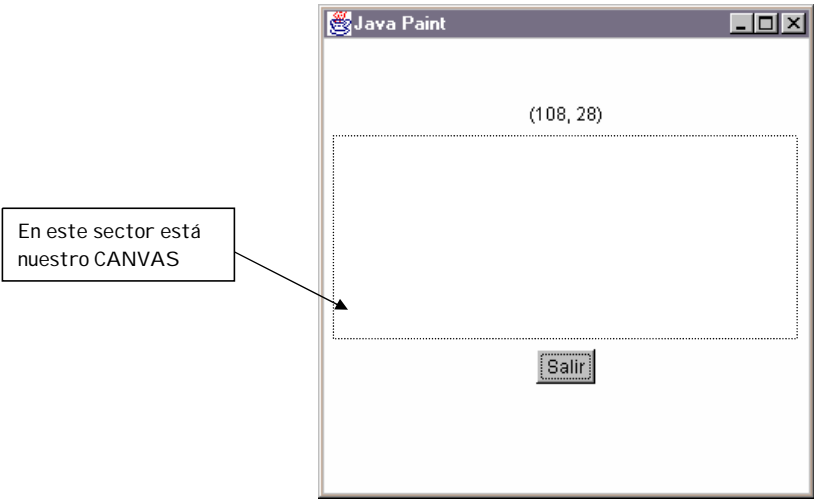 Java Paint
(108, 28)
En este sector está
nuestro CANVAS
Salir